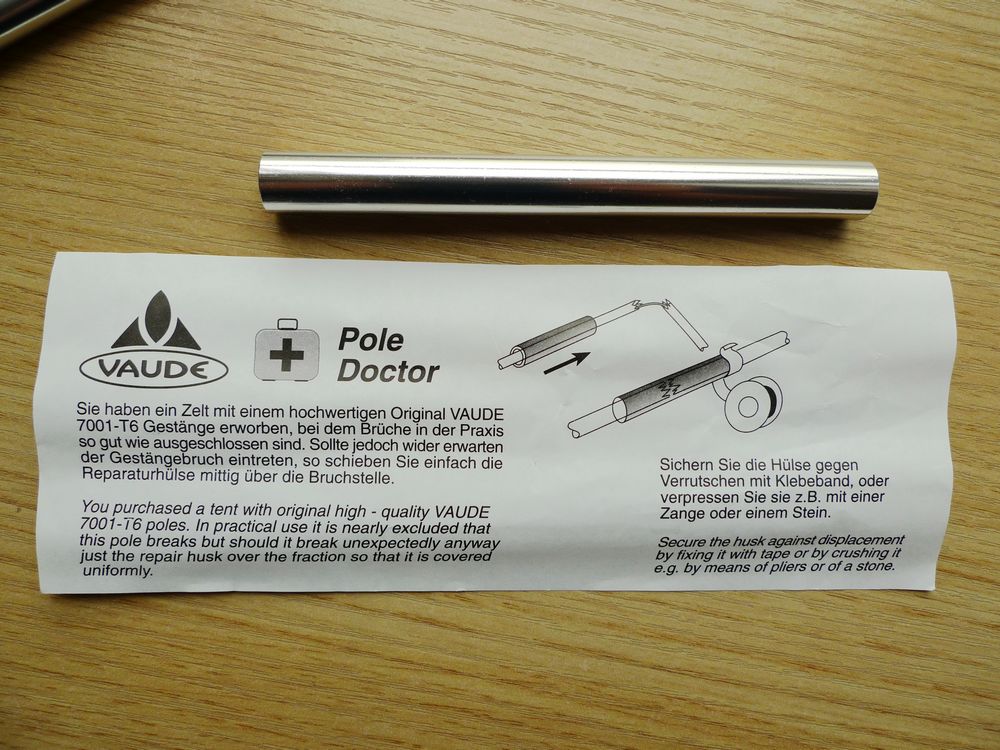 VAUDE
Pole
Doctor
Sie haben ein Zelt mit einem hochwertigen Original VAUDE
7001-T6 Gestänge erworben, bei dem Brüche in der Praxis
so gut wie ausgeschlossen sind. Sollte jedoch wider erwarten
der Gestängebruch eintreten, so schieben Sie einfach die
Reparaturhülse mittig über die Bruchstelle.
You purchased a tent with original high - quality VAUDE
7001-T6 poles. In practical use it is nearly excluded that
this pole breaks but should it break unexpectedly anyway
just the repair husk over the fraction so that it is covered
uniformly.
Sichern Sie die Hülse gegen
Verrutschen mit Klebeband, oder
verpressen Sie sie z.B. mit einer
Zange oder einem Stein.
Secure the husk against displacement
by fixing it with tape or by crushing it
e.g. by means of pliers or of a stone.